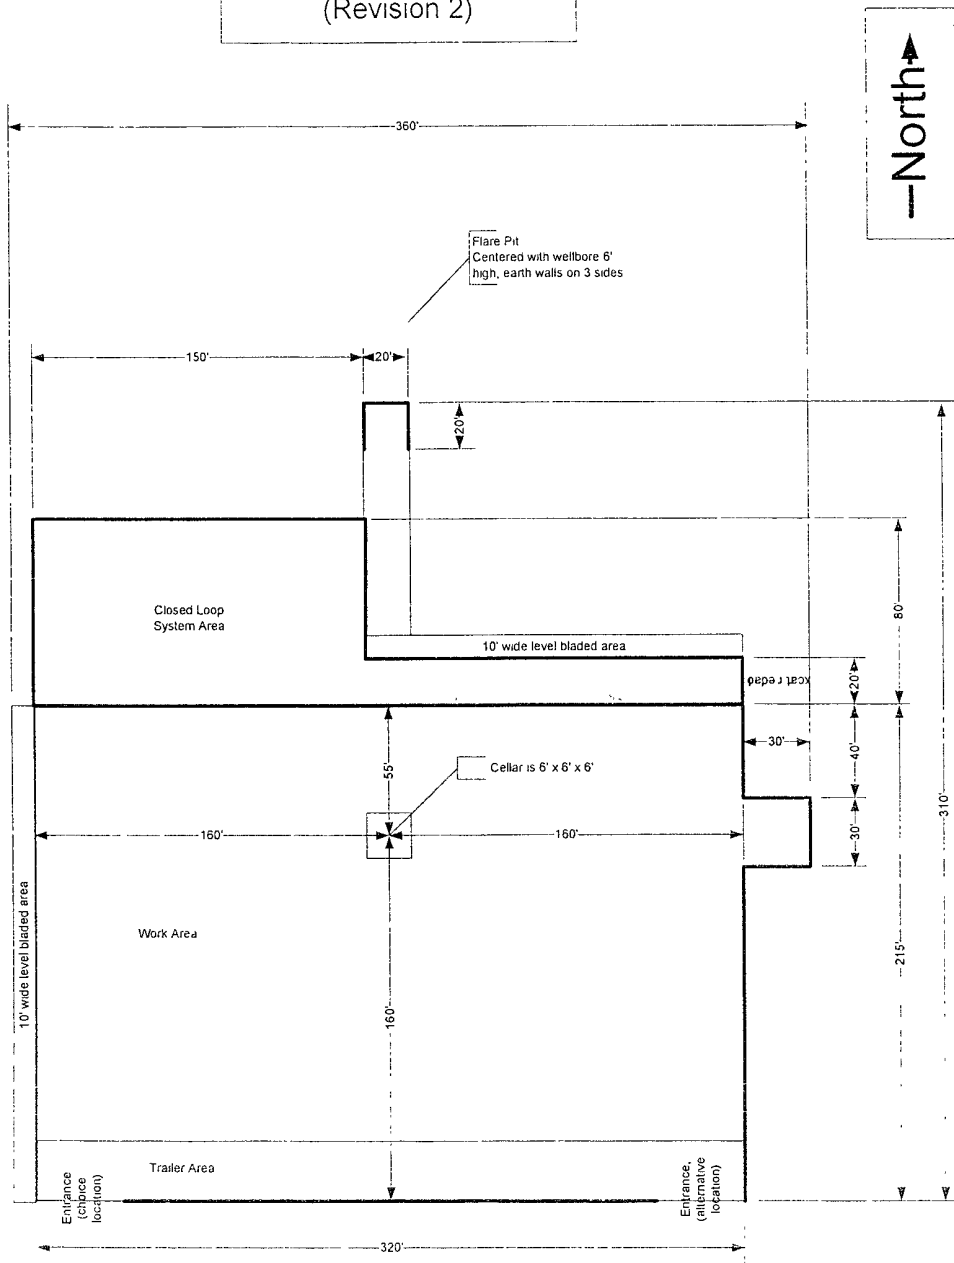 (Revision 2)
North
360'
Flare Pit
Centered with wellbore 6'
high, earth walls on 3 sides
150'
20'
20'
Closed Loop
System Area
80'
10' wide level bladed area
20'
30'
40'
55'
Cellar is 6' x 6' x 6'
310'
160'
160'
30'
10' wide level bladed area
Work Area
215'
160'
Trailer Area
Entrance
(choice
location)
Entrance,
(alternative
location)
320'